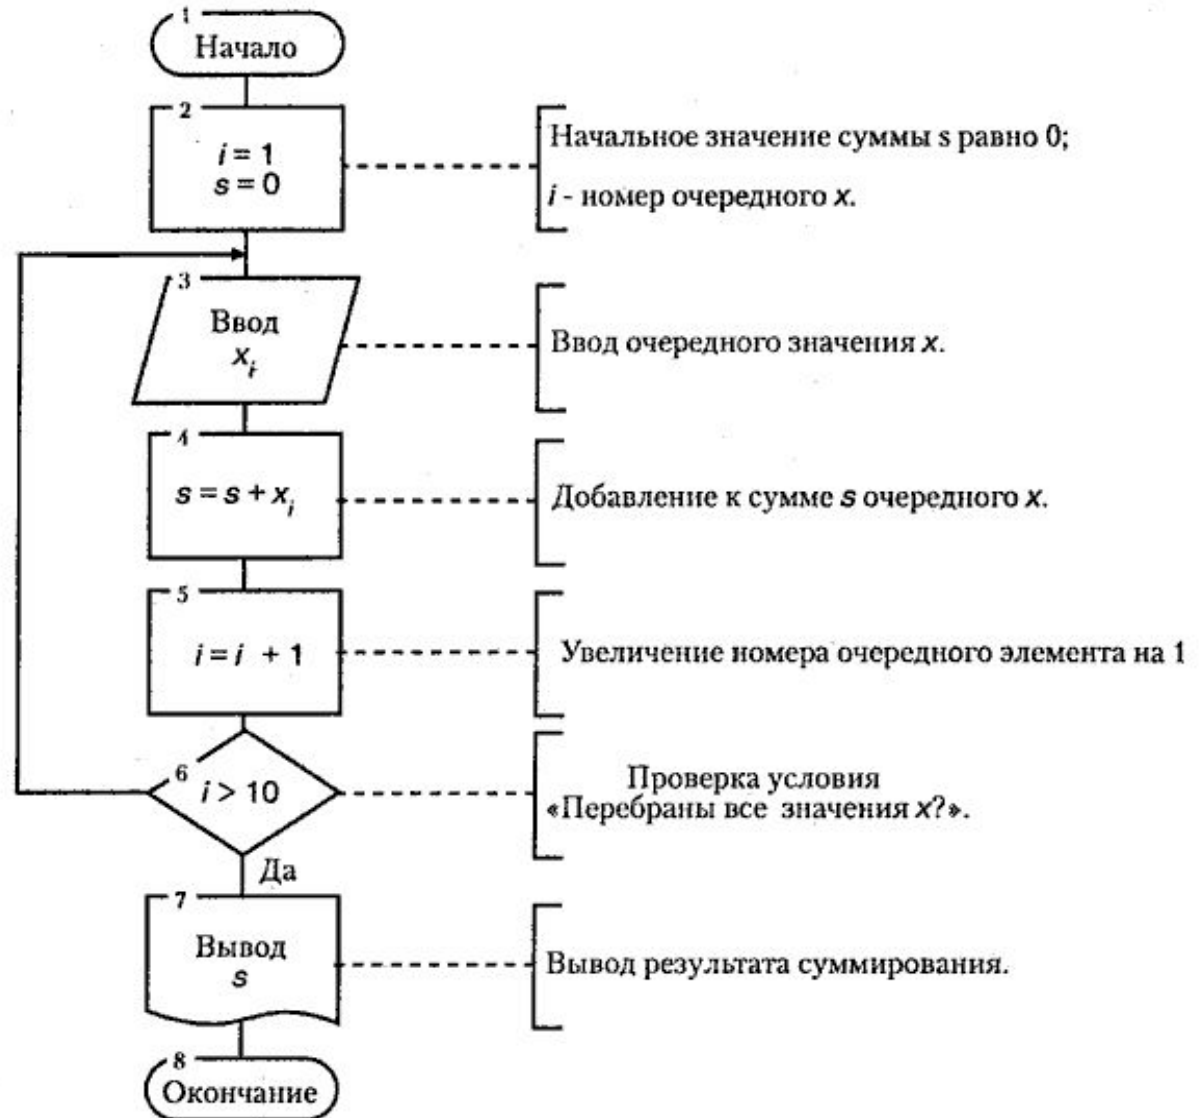 1
Начало
2
i = 1
s = 0
Начальное значение суммы s равно 0;
i - номер очередного x.
3
Ввод
xi
Ввод очередного значения x.
4
s = s + xi
Добавление к сумме s очередного x.
5
i = i + 1
Увеличение номера очередного элемента на 1
6
i > 10
Проверка условия
«Перебраны все значения x?».
Да
7
Вывод
s
Вывод результата суммирования.
8
Окончание